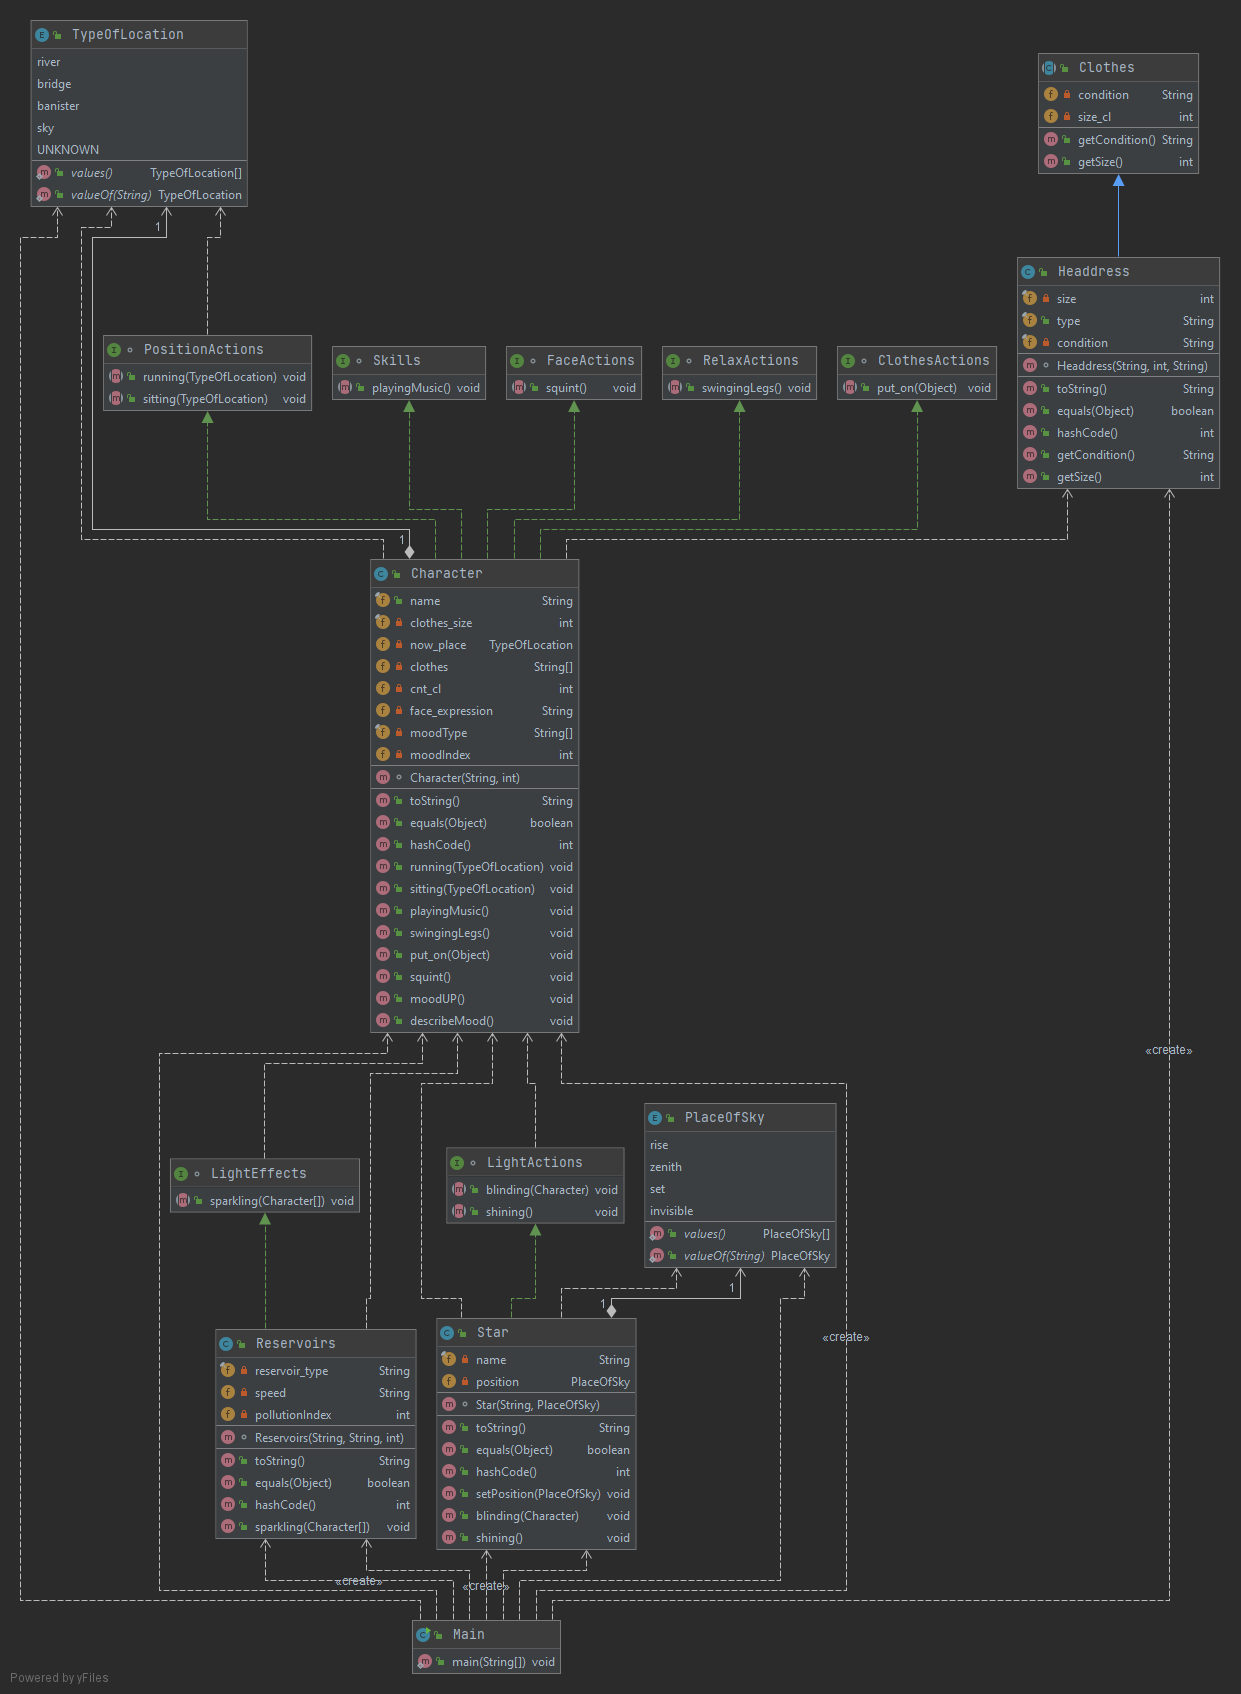 TypeOfLocation
river
bridge
banister
sky
UNKNOWN
values() TypeOfLocation[]
valueOf(String) TypeOfLocation
Clothes
condition String
size_cl int
getCondition() String
getSize() int
1
Headdress
size int
type String
condition String
Headdress(String, int, String)
toString() String
equals(Object) boolean
hashCode() int
getCondition() String
getSize() int
PositionActions
running(TypeOfLocation) void
sitting(TypeOfLocation) void
Skills
playingMusic() void
FaceActions
squint() void
RelaxActions
swingingLegs() void
ClothesActions
put_on(Object) void
1
Character
name String
clothes_size int
now_place TypeOfLocation
clothes String[]
cnt_cl int
face_expression String
moodType String[]
moodIndex int
Character(String, int)
toString() String
equals(Object) boolean
hashCode() int
running(TypeOfLocation) void
sitting(TypeOfLocation) void
playingMusic() void
swingingLegs() void
put_on(Object) void
squint() void
moodUP() void
describeMood() void
«create»
LightEffects
sparkling(Character[]) void
LightActions
blinding(Character) void
shining() void
PlaceOfSky
rise
zenith
set
invisible
values() PlaceOfSky[]
valueOf(String) PlaceOfSky
1
1
«create»
Reservoirs
reservoir_type String
speed String
pollutionIndex int
Reservoirs(String, String, int)
toString() String
equals(Object) boolean
hashCode() int
sparkling(Character[]) void
Star
name String
position PlaceOfSky
Star(String, PlaceOfSky)
toString() String
equals(Object) boolean
hashCode() int
setPosition(PlaceOfSky) void
blinding(Character) void
shining() void
«create»
«create»
Main
main(String[]) void
Powered by yFiles